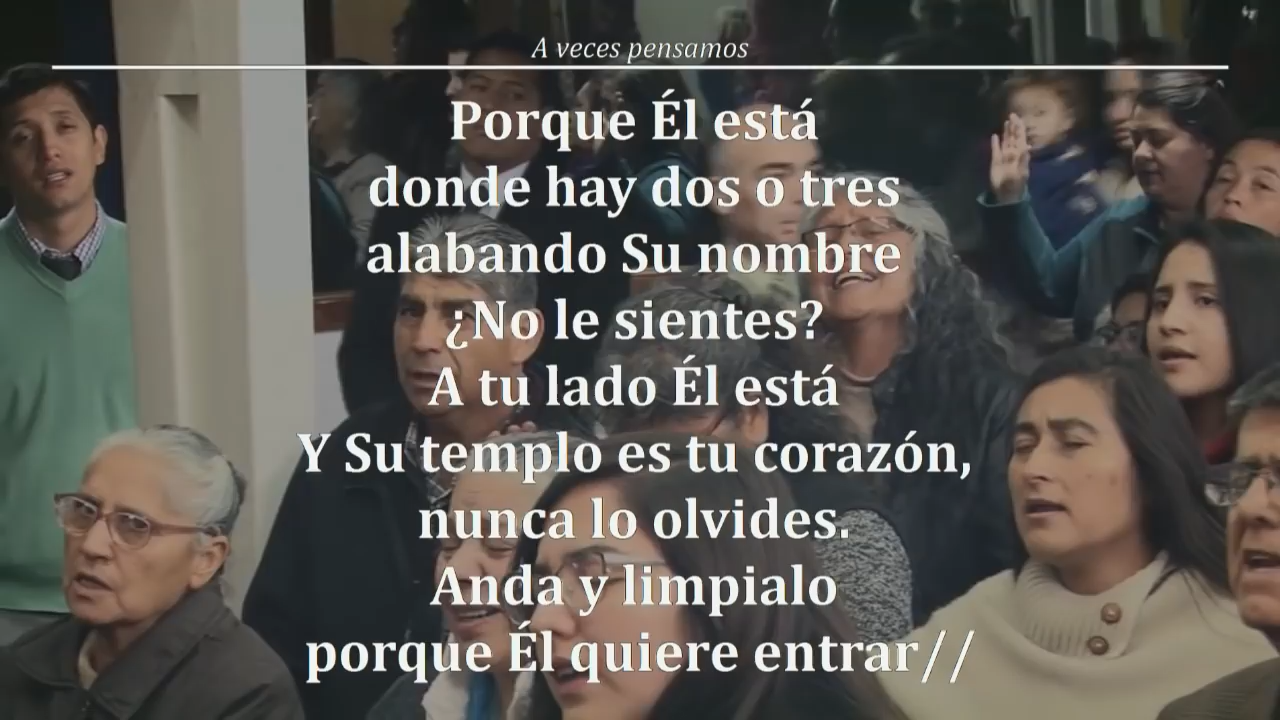 A veces pensamos
Porque Él está
donde hay dos o tres
alabando Su nombre
¿No le sientes?
A tu lado Él está
Y Su templo es tu corazón,
nunca lo olvides.
Anda y limpialo
porque Él quiere entrar//